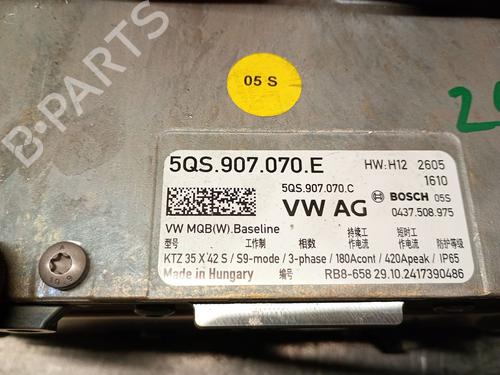 B-PARTS
05 S
5QS.907.070.E HW:H12 2605
1610
5QS.907.070.C BOSCH 05S
VW AG 0437.508.975
VW MQB(W).Baseline 持续工 短时工
型号 工作制 相数 作电流 作电流 防护等级
KTZ 35 X 42 S / S9-mode / 3-phase / 180Acont / 420Apeak / IP65
Made in Hungary 编号 RB8-658 29.10.2417390486